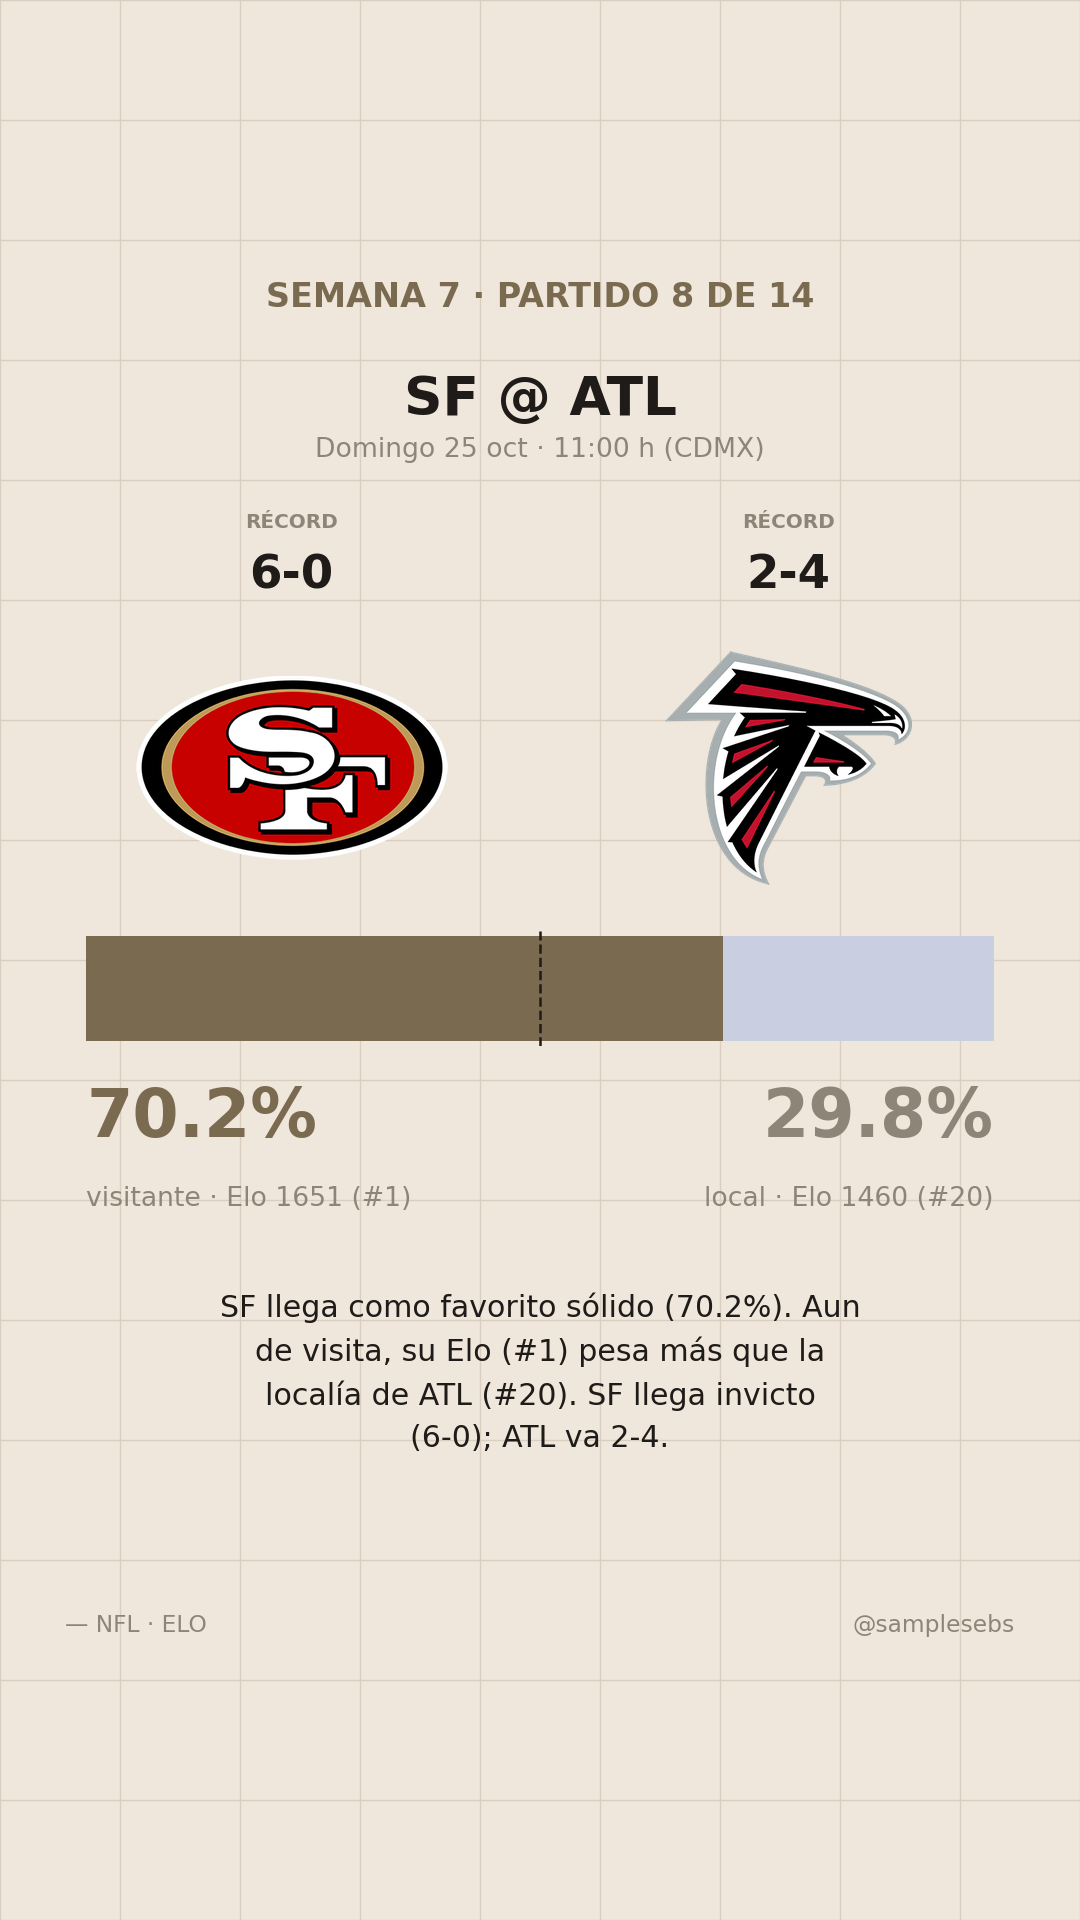 SEMANA 7 · PARTIDO 8 DE 14
SF @ ATL
Domingo 25 oct · 11:00 h (CDMX)
RÉCORD
6-0
RÉCORD
2-4
SF
70.2%
29.8%
visitante · Elo 1651 (#1)
local · Elo 1460 (#20)
SF llega como favorito sólido (70.2%). Aun
de visita, su Elo (#1) pesa más que la
localía de ATL (#20). SF llega invicto
(6-0); ATL va 2-4.
— NFL · ELO
@samplesebs